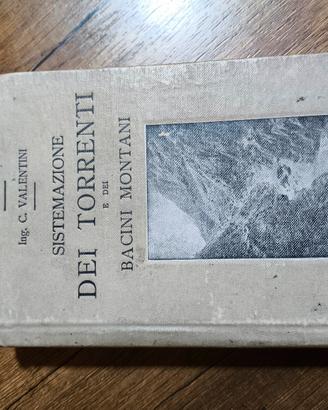 Ing. C. VALENTINI
SISTEMAZIONE
DEI TORRENTI
E DEI
BACINI MONTANI